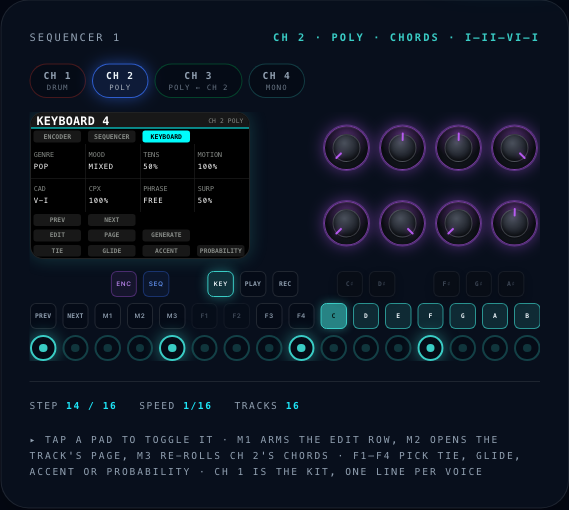 SEQUENCER 1
CH 2 · POLY · CHORDS · I–II–VI–I
CH 1
DRUM
CH 2
POLY
CH 3
POLY – CH 2
CH 4
MONO
KEYBOARD 4
CH 2 POLY
ENCODER SEQUENCER KEYBOARD
GENRE MOOD TENS MOTION
POP MIXED 50% 100%
CAD CPX PHRASE SURP
V–I 100% FREE 50%
PREV NEXT
EDIT PAGE GENERATE
TIE GLIDE ACCENT PROBABILITY
ENC SEQ KEY PLAY REC
PREV NEXT M1 M2 M3 F1 F2 F3 F4 C D E F G A B
STEP 14 / 16 SPEED 1/16 TRACKS 16
▸ TAP A PAD TO TOGGLE IT · M1 ARMS THE EDIT ROW, M2 OPENS THE
TRACK'S PAGE, M3 RE–ROLLS CH 2'S CHORDS · F1–F4 PICK TIE, GLIDE,
ACCENT OR PROBABILITY · CH 1 IS THE KIT, ONE LINE PER VOICE